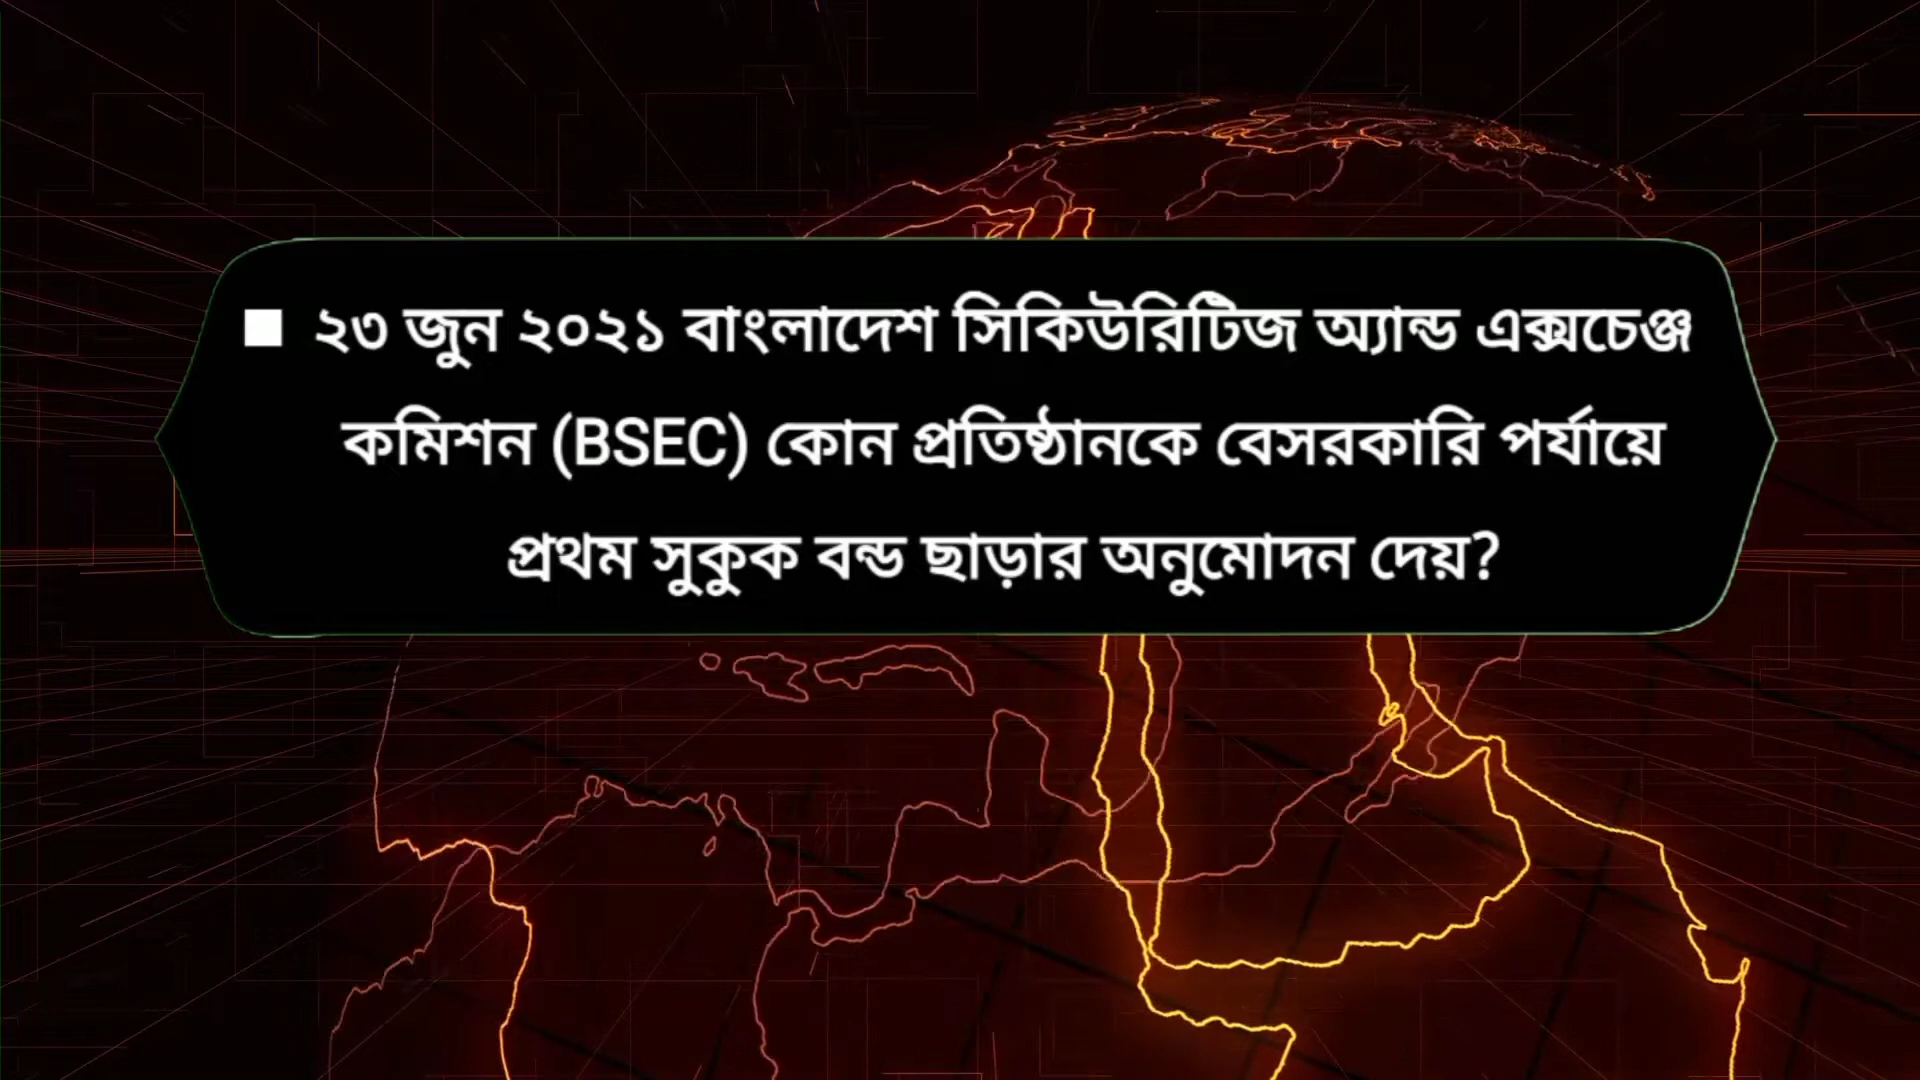 ■ ২৩ জুন ২০২১ বাংলাদেশ সিকিউরিটিজ অ্যান্ড এক্সচেঞ্জ
কমিশন (BSEC) কোন প্রতিষ্ঠানকে বেসরকারি পর্যায়ে
প্রথম সুকুক বন্ড ছাড়ার অনুমোদন দেয়?